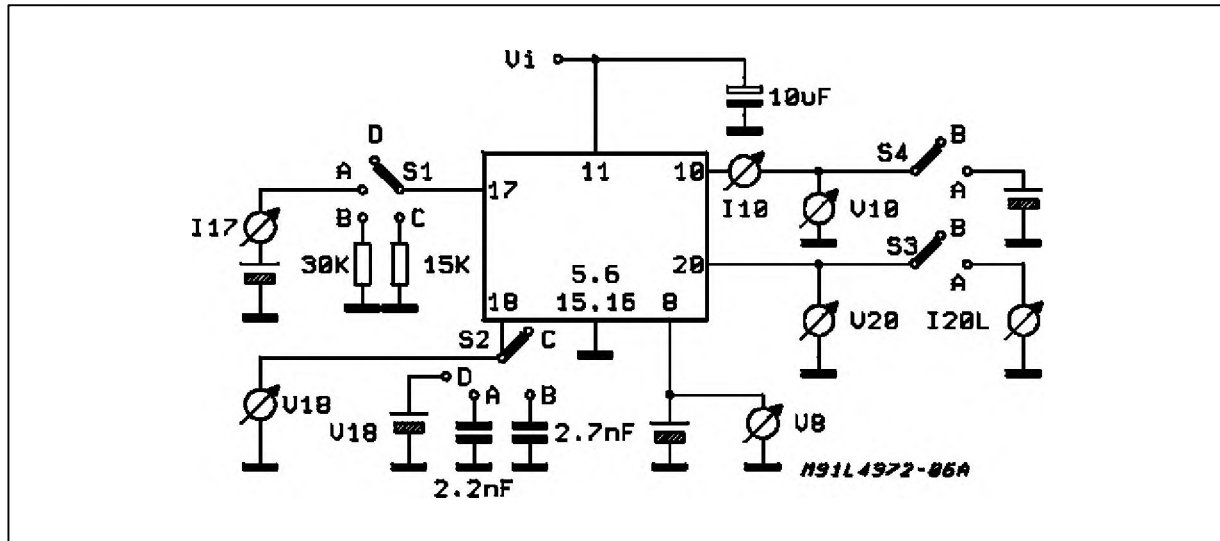 Vi
10uF
D
A
S1
17
11
10
S4
B
A
I17
B
C
I10
V10
S3
B
A
30K
15K
5.6
20
18
15.16
8
S2
C
V20
I20L
D
A
B
V18
V18
2.7nF
V8
2.2nF
M91L4972-06A